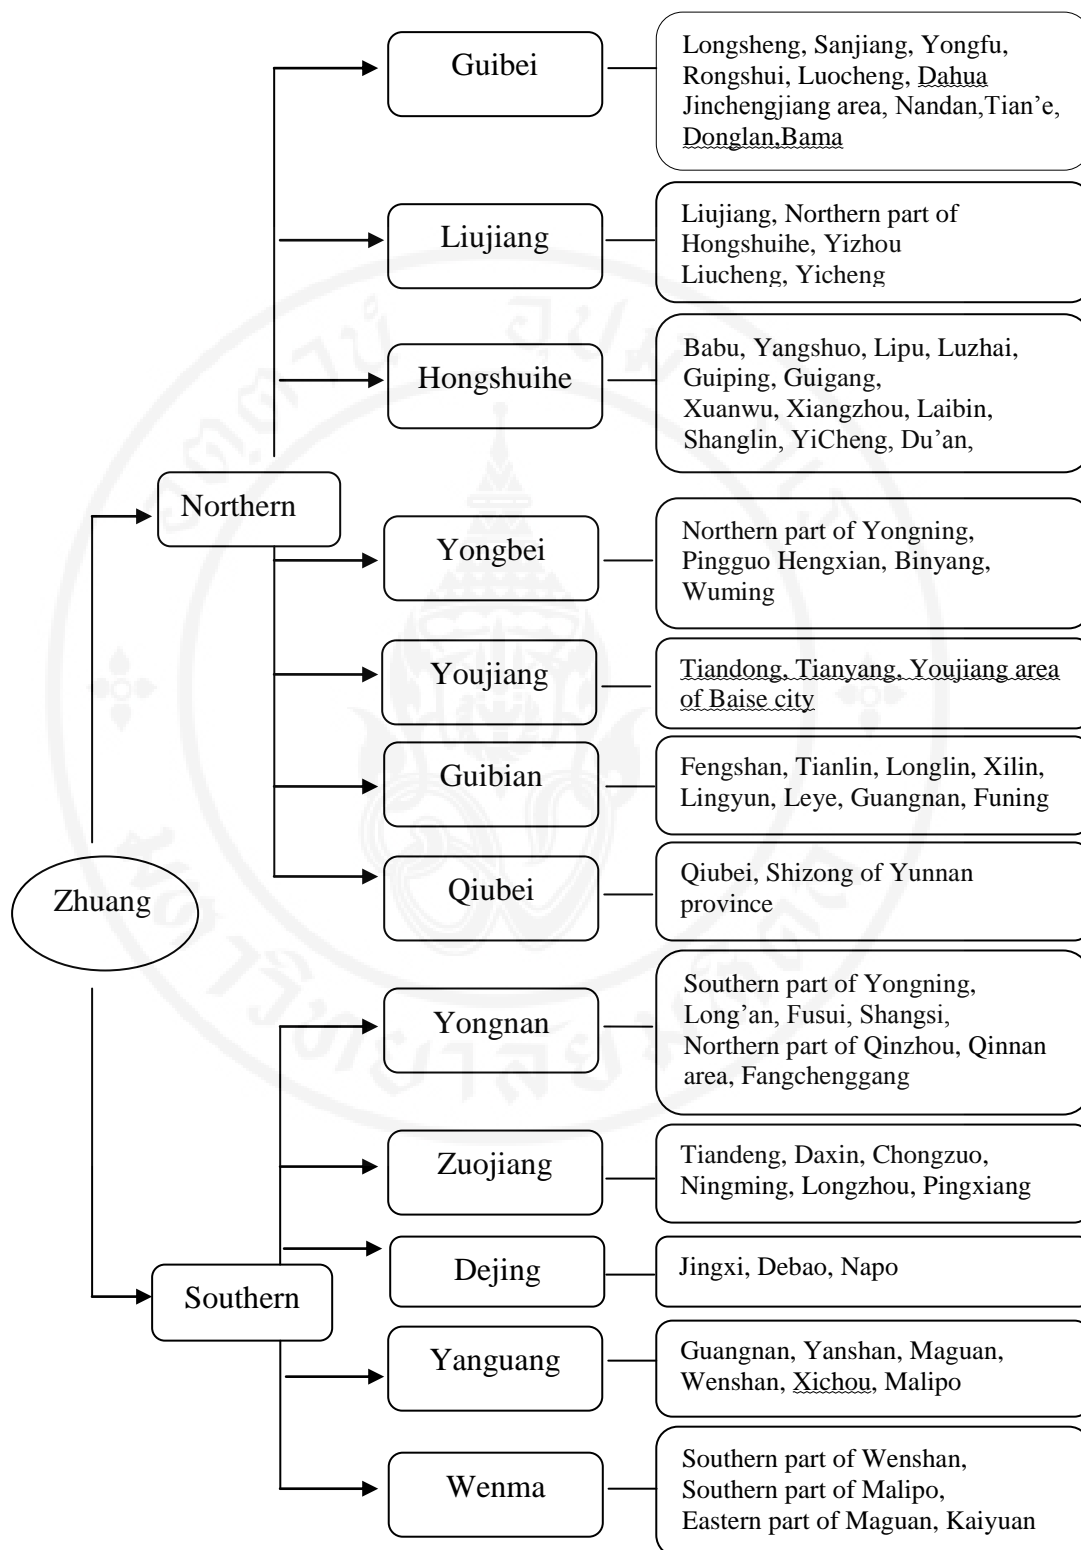 Guibei
Longsheng, Sanjiang, Yongfu,
Rongshui, Luocheng, Dahua
Jinchengjiang area, Nandan,Tian’e,
Donglan,Bama
Liujiang
Liujiang, Northern part of
Hongshuihe, Yizhou
Liucheng, Yicheng
Hongshuihe
Babu, Yangshuo, Lipu, Luzhai,
Guiping, Guigang,
Xuanwu, Xiangzhou, Laibin,
Shanglin, YiCheng, Du’an,
Northern
Yongbei
Northern part of Yongning,
Pingguo Hengxian, Binyang,
Wuming
Youjiang
Tiandong, Tianyang, Youjiang area
of Baise city
Guibian
Fengshan, Tianlin, Longlin, Xilin,
Lingyun, Leye, Guangnan, Funing
Qiubei
Qiubei, Shizong of Yunnan
province
Zhuang
Yongnan
Southern part of Yongning,
Long’an, Fusui, Shangsi,
Northern part of Qinzhou, Qinnan
area, Fangchenggang
Zuojiang
Tiandeng, Daxin, Chongzuo,
Ningming, Longzhou, Pingxiang
Dejing
Jingxi, Debao, Napo
Southern
Yanguang
Guangnan, Yanshan, Maguan,
Wenshan, Xichou, Malipo
Wenma
Southern part of Wenshan,
Southern part of Malipo,
Eastern part of Maguan, Kaiyuan